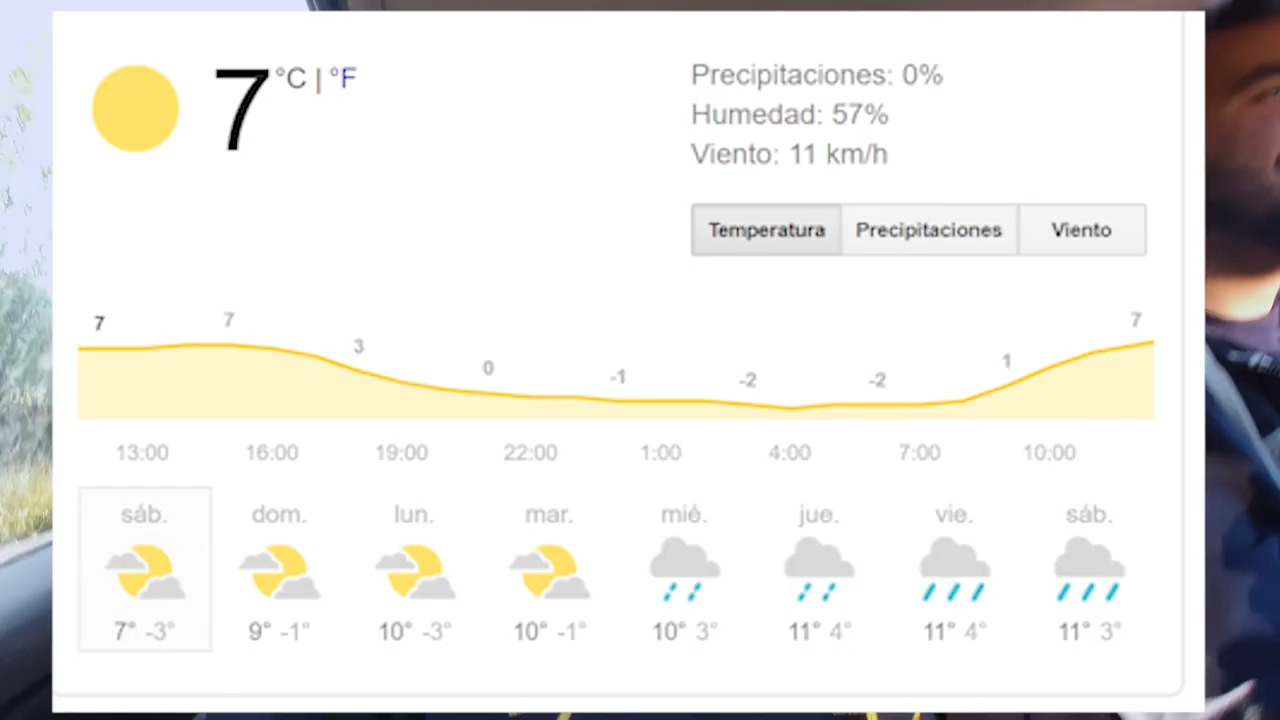 7 °C | °F
Precipitaciones: 0%
Humedad: 57%
Viento: 11 km/h
Temperatura Precipitaciones Viento
7 7 3 0 -1 -2 -2 1 7
13:00 16:00 19:00 22:00 1:00 4:00 7:00 10:00
sáb. dom. lun. mar. mié. jue. vie. sáb.
7° -3° 9° -1° 10° -3° 10° -1° 10° 3° 11° 4° 11° 4° 11° 3°